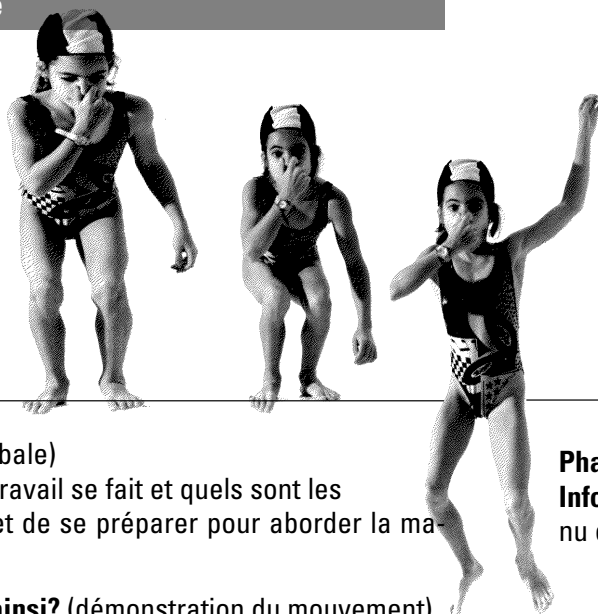 bale)
ravail se fait et quels sont les
et de se préparer pour aborder la ma-
ainsi? (démonstration du mouvement)
Pha
Info
nu